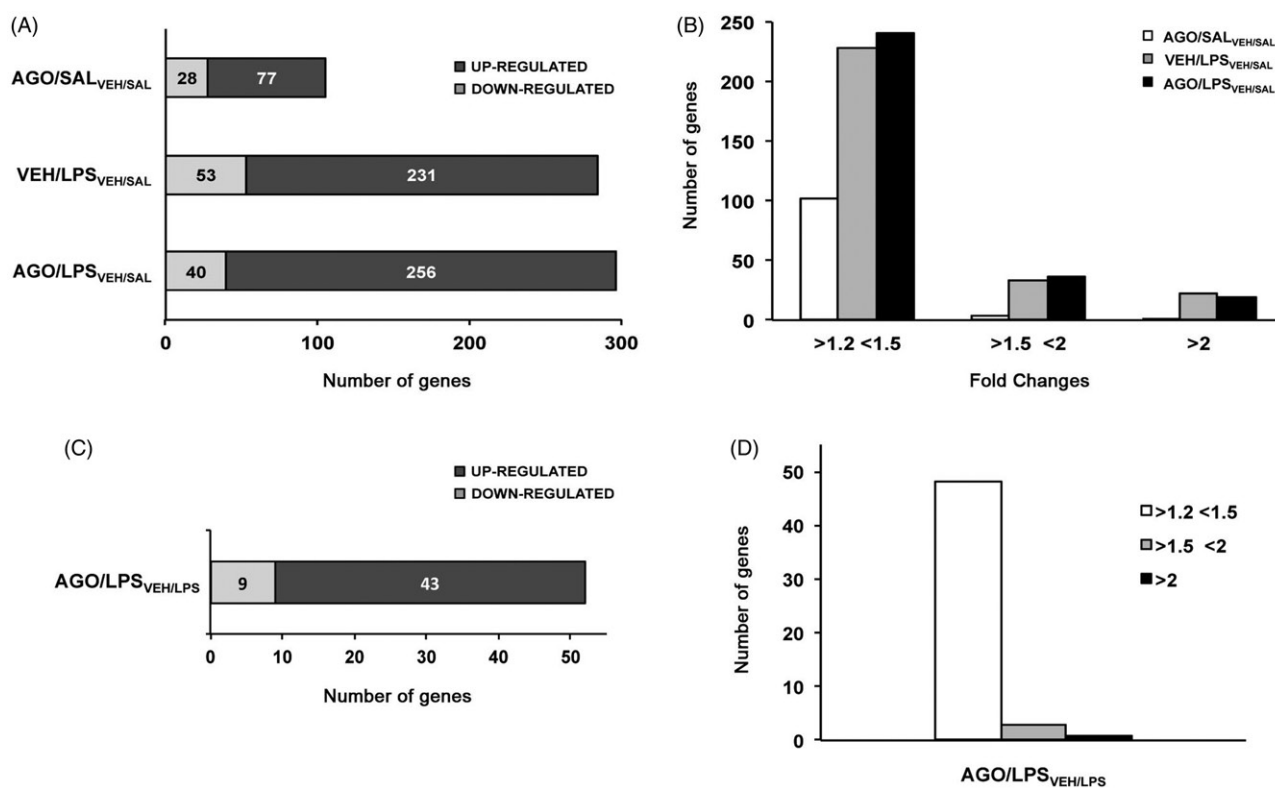 (A)
UP-REGULATED
DOWN-REGULATED
AGO/SALVEH/SAL
28 77
VEH/LPSVEH/SAL
53 231
AGO/LPSVEH/SAL
40 256
0 100 200 300
Number of genes
(B)
AGO/SALVEH/SAL
VEH/LPSVEH/SAL
AGO/LPSVEH/SAL
Number of genes
250
200
150
100
50
0
>1.2 <1.5 >1.5 <2 >2
Fold Changes
(C)
UP-REGULATED
DOWN-REGULATED
AGO/LPSVEH/LPS
9 43
0 10 20 30 40 50
Number of genes
(D)
Number of genes
50
40
30
20
10
0
>1.2 <1.5
>1.5 <2
>2
AGO/LPSVEH/LPS